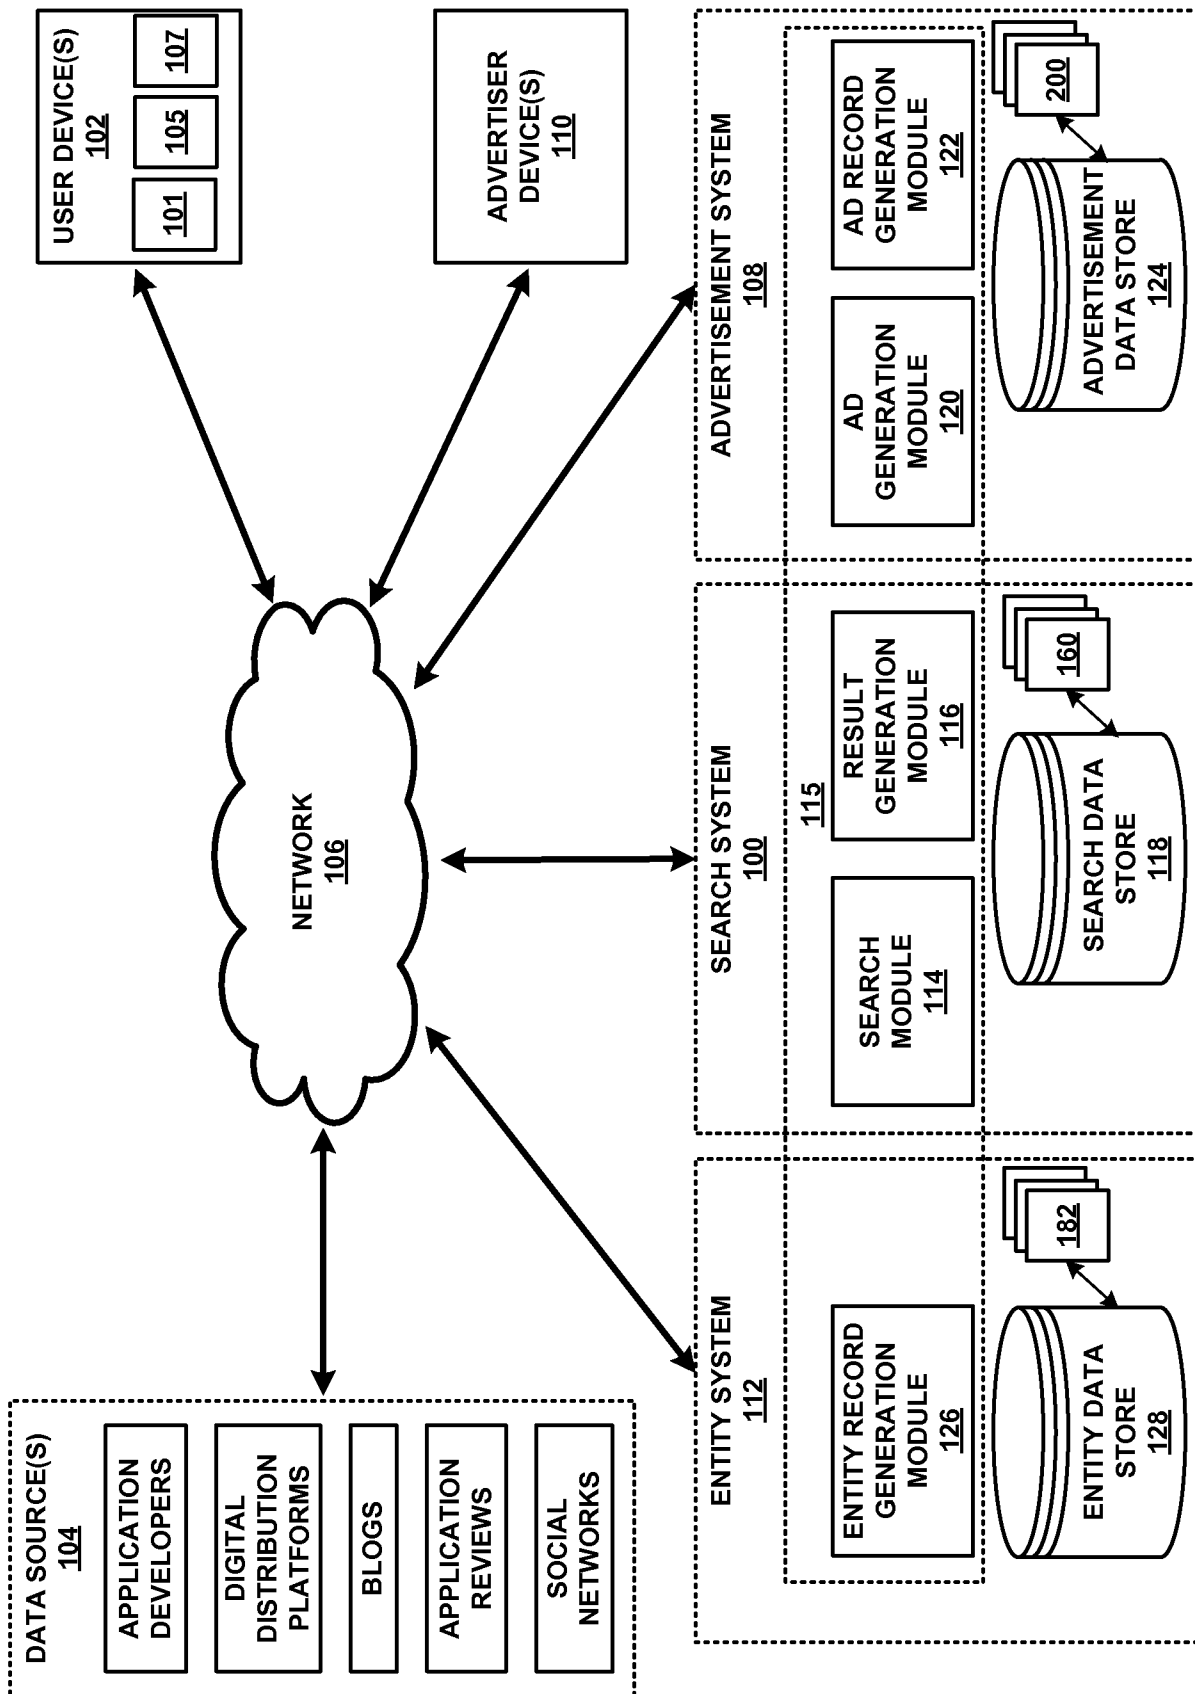 DATA SOURCE(S)
104
APPLICATION
DEVELOPERS
DIGITAL
DISTRIBUTION
PLATFORMS
BLOGS
APPLICATION
REVIEWS
SOCIAL
NETWORKS
NETWORK
106
USER DEVICE(S)
102
101
105
107
ADVERTISER
DEVICE(S)
110
ENTITY SYSTEM
112
ENTITY RECORD
GENERATION
MODULE
126
ENTITY DATA
STORE
128
182
SEARCH SYSTEM
100
115
SEARCH
MODULE
114
RESULT
GENERATION
MODULE
116
SEARCH DATA
STORE
118
160
ADVERTISEMENT SYSTEM
108
AD
GENERATION
MODULE
120
AD RECORD
GENERATION
MODULE
122
ADVERTISEMENT
DATA STORE
124
200